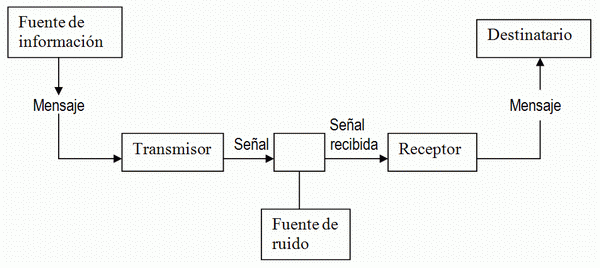 Fuente de
información
Destinatario
Mensaje
Mensaje
Transmisor
Señal
Señal
recibida
Receptor
Fuente de
ruido